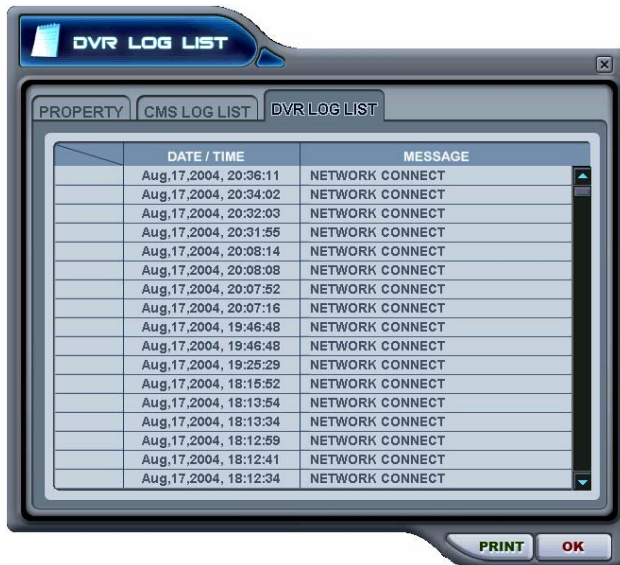 DVR LOG LIST
PROPERTY CMS LOG LIST DVR LOG LIST
DATE / TIME MESSAGE
Aug,17,2004, 20:36:11 NETWORK CONNECT
Aug,17,2004, 20:34:02 NETWORK CONNECT
Aug,17,2004, 20:32:03 NETWORK CONNECT
Aug,17,2004, 20:31:55 NETWORK CONNECT
Aug,17,2004, 20:08:14 NETWORK CONNECT
Aug,17,2004, 20:08:08 NETWORK CONNECT
Aug,17,2004, 20:07:52 NETWORK CONNECT
Aug,17,2004, 20:07:16 NETWORK CONNECT
Aug,17,2004, 19:46:48 NETWORK CONNECT
Aug,17,2004, 19:46:48 NETWORK CONNECT
Aug,17,2004, 19:25:29 NETWORK CONNECT
Aug,17,2004, 18:15:52 NETWORK CONNECT
Aug,17,2004, 18:13:54 NETWORK CONNECT
Aug,17,2004, 18:13:34 NETWORK CONNECT
Aug,17,2004, 18:12:59 NETWORK CONNECT
Aug,17,2004, 18:12:41 NETWORK CONNECT
Aug,17,2004, 18:12:34 NETWORK CONNECT
PRINT OK